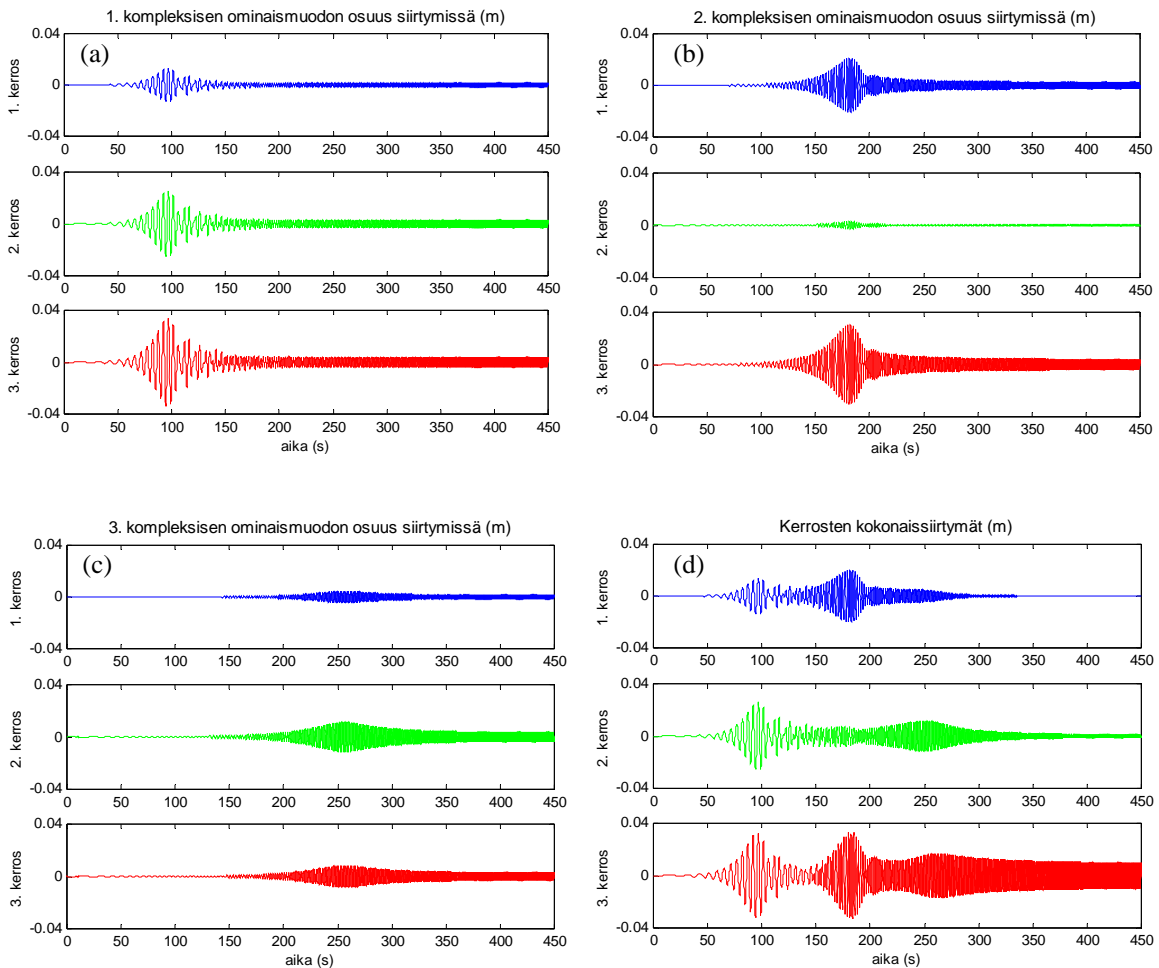 1. kompleksisen ominaismuodon osuus siirtymissä (m)
(a)
0.04
0
-0.04
1. kerros
0 50 100 150 200 250 300 350 400 450
0.04
0
-0.04
2. kerros
0 50 100 150 200 250 300 350 400 450
0.04
0
-0.04
3. kerros
0 50 100 150 200 250 300 350 400 450
aika (s)
2. kompleksisen ominaismuodon osuus siirtymissä (m)
(b)
0.04
0
-0.04
1. kerros
0 50 100 150 200 250 300 350 400 450
0.04
0
-0.04
2. kerros
0 50 100 150 200 250 300 350 400 450
0.04
0
-0.04
3. kerros
0 50 100 150 200 250 300 350 400 450
aika (s)
3. kompleksisen ominaismuodon osuus siirtymissä (m)
(c)
0.04
0
-0.04
1. kerros
0 50 100 150 200 250 300 350 400 450
0.04
0
-0.04
2. kerros
0 50 100 150 200 250 300 350 400 450
0.04
0
-0.04
3. kerros
0 50 100 150 200 250 300 350 400 450
aika (s)
Kerrosten kokonaissiirtymät (m)
(d)
0.04
0
-0.04
1. kerros
0 50 100 150 200 250 300 350 400 450
0.04
0
-0.04
2. kerros
0 50 100 150 200 250 300 350 400 450
0.04
0
-0.04
3. kerros
0 50 100 150 200 250 300 350 400 450
aika (s)